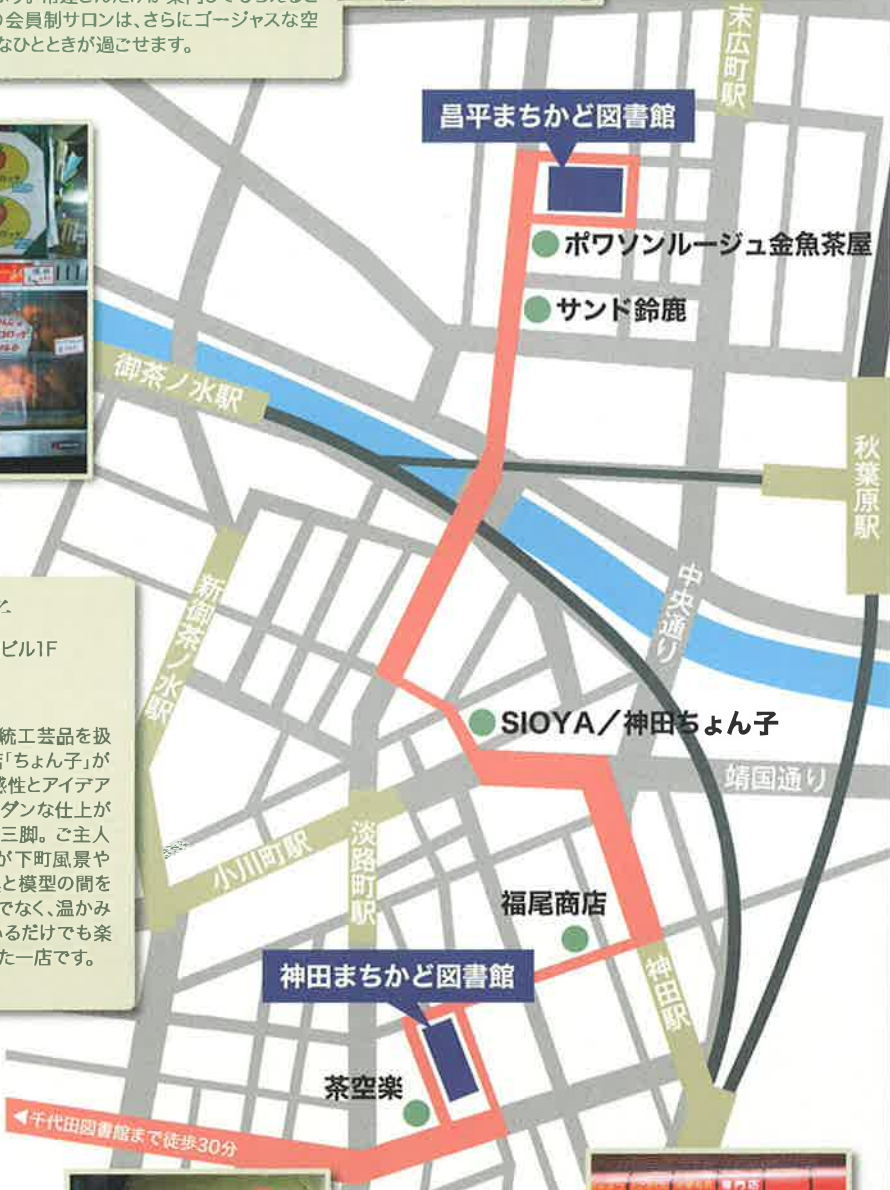 の会員制サロンは、さらにゴージャスな空
なひとときが過ごせます。
末広町駅
昌平まちかど図書館
ポワソンルージュ金魚茶屋
サンド鈴鹿
御茶ノ水駅
秋葉原駅
新御茶ノ水駅
中央通り
ビル1F
統工芸品を扱
「ちょん子」が
感性とアイデア
ダンな仕上が
三脚。ご主人
が下町風景や
と模型の間を
でなく、温かみ
いるだけでも楽
た一店です。
SIOYA／神田ちょん子
靖国通り
小川町駅
淡路町駅
福尾商店
神田まちかど図書館
神田駅
茶空楽
◀千代田図書館まで徒歩30分
専門店